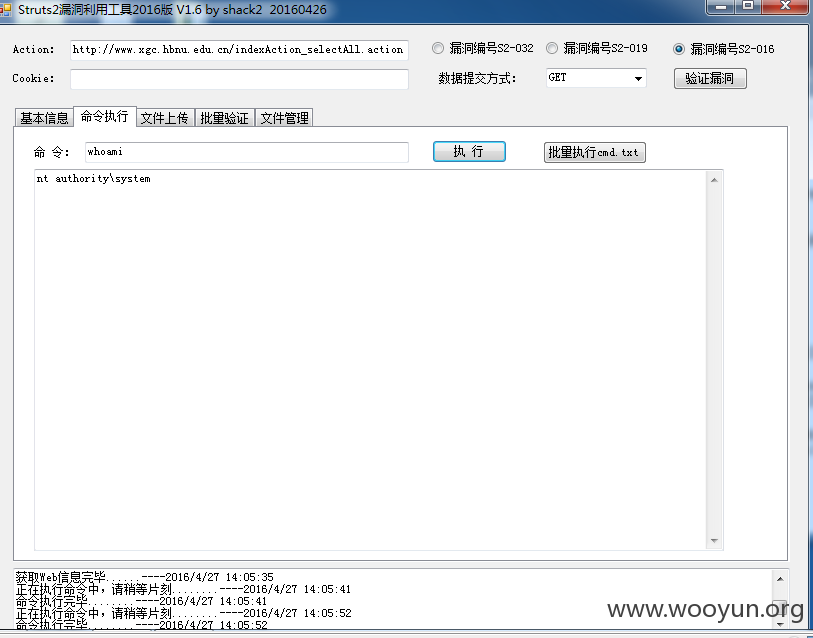 Struts2漏洞利用工具2016版 V1.6 by shack2 20160426
Action: http://www.xgc.hbnu.edu.cn/indexAction_selectAll.action 漏洞编号S2-032 漏洞编号S2-019 漏洞编号S2-016
Cookie: 数据提交方式: GET 验证漏洞
基本信息 命令执行 文件上传 批量验证 文件管理
命 令: whoami 执 行 批量执行cmd.txt
nt authority\system
获取Web信息完毕......----2016/4/27 14:05:35
正在执行命令中，请稍等片刻........----2016/4/27 14:05:41
命令执行完毕........----2016/4/27 14:05:41
正在执行命令中，请稍等片刻........----2016/4/27 14:05:52
命令执行完毕........----2016/4/27 14:05:52
www.wooyun.org